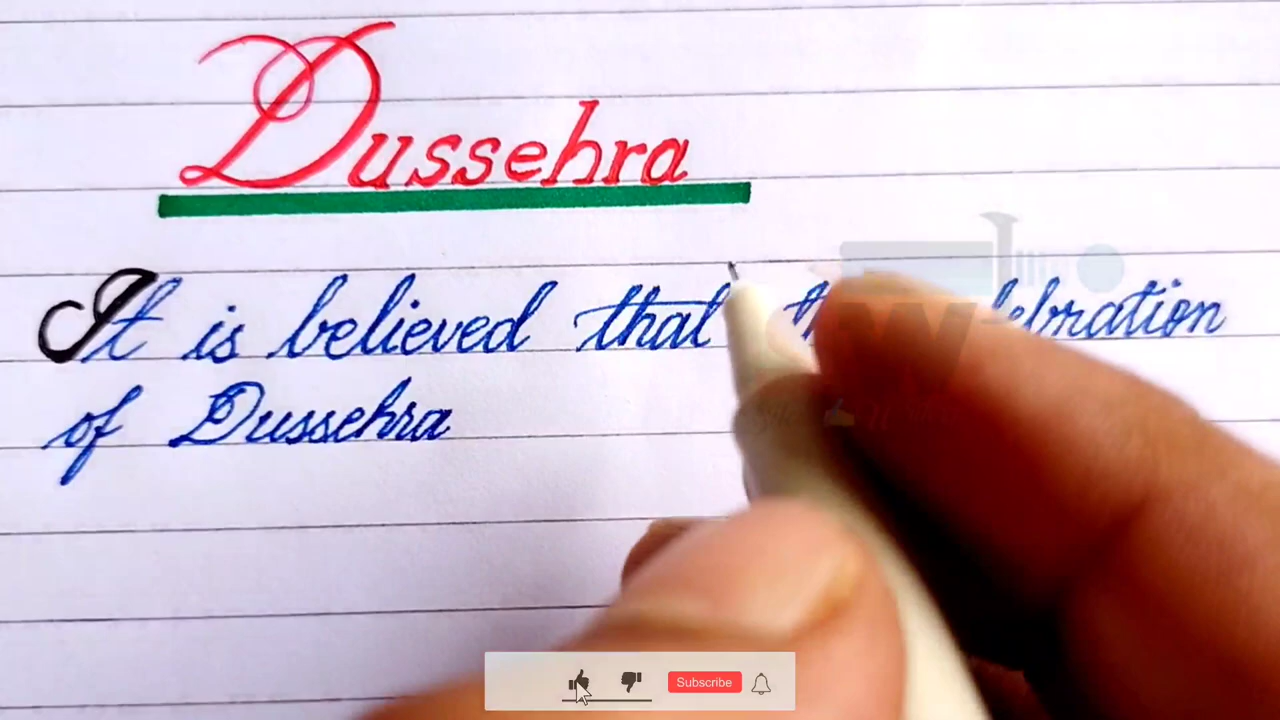 Dussehra
It is believed that
of Dussehra
Subscribe